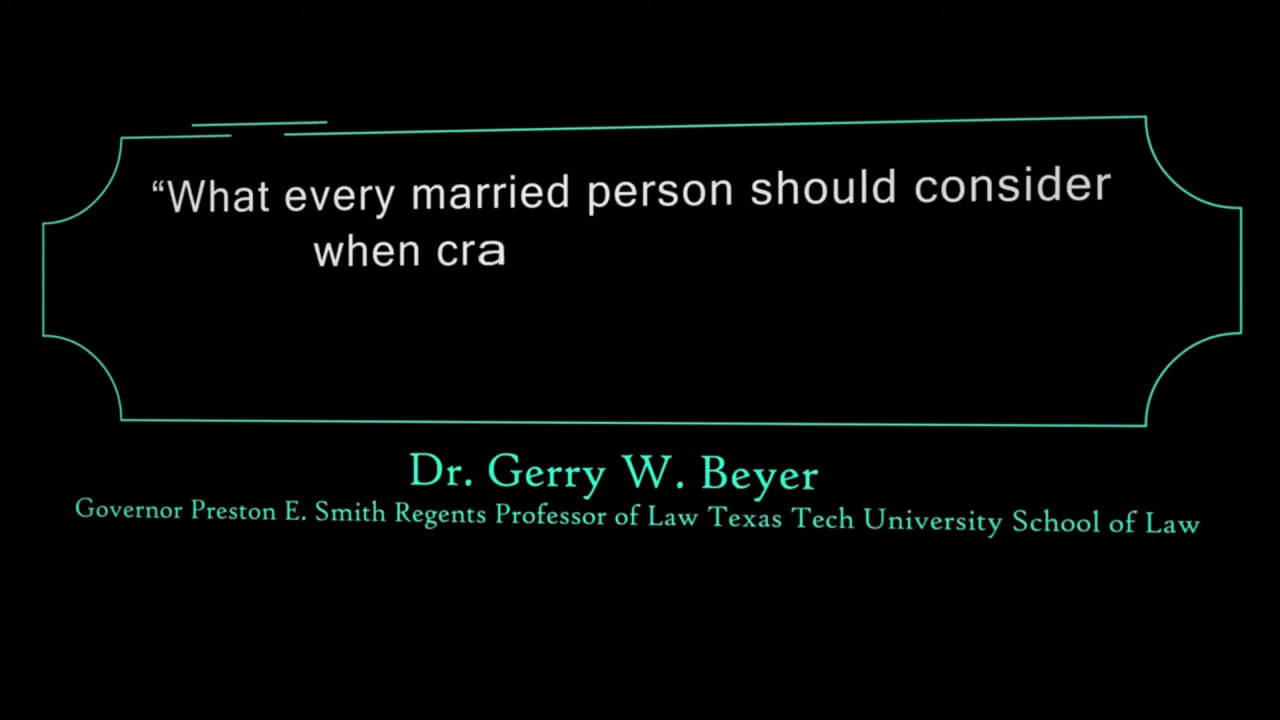 “What every married person should consider
when cra
Dr. Gerry W. Beyer
Governor Preston E. Smith Regents Professor of Law Texas Tech University School of Law